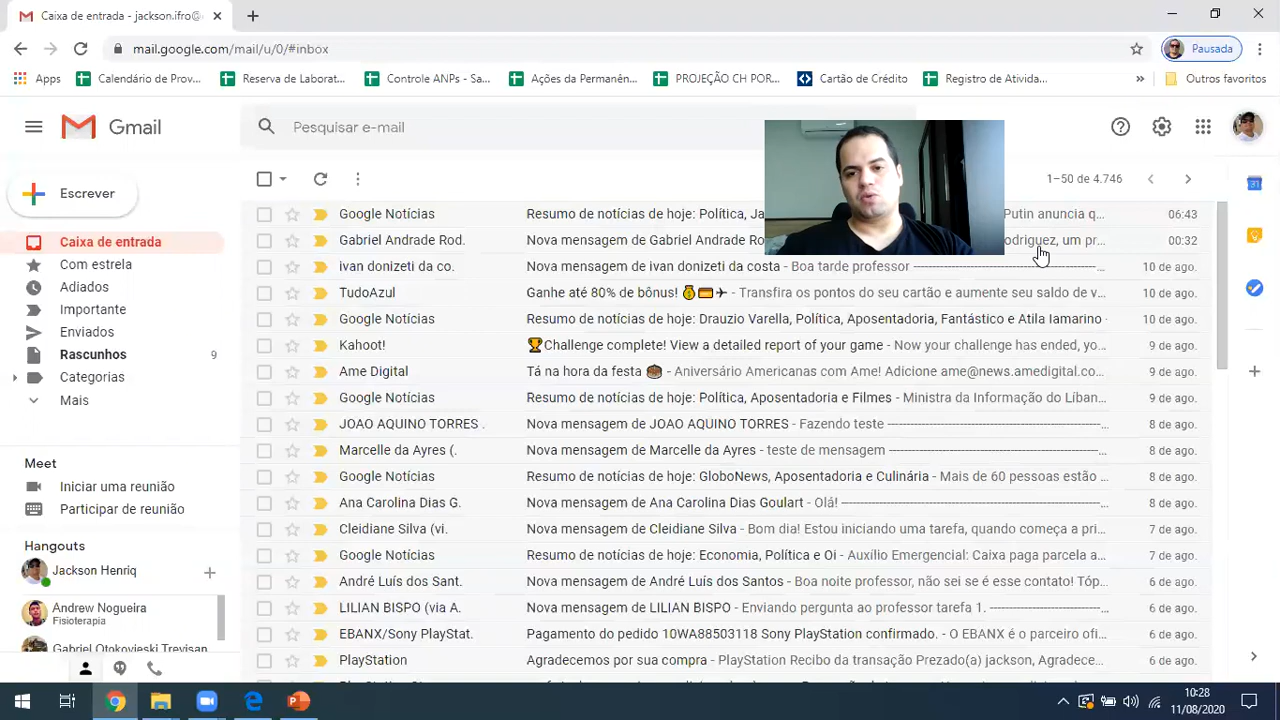 Caixa de entrada - jackson.ifro@
mail.google.com/mail/u/0/#inbox
Pausada
Apps
Calendário de Prov...
Reserva de Laborat...
Controle ANPs - Sa...
Ações da Permanên...
PROJEÇÃO CH POR...
Cartão de Crédito
Registro de Ativida...
»
Outros favoritos
Gmail
Pesquisar e-mail
Escrever
1–50 de 4.746
Caixa de entrada
Com estrela
Adiados
Importante
Enviados
Rascunhos 9
Categorias
Mais
Meet
Iniciar uma reunião
Participar de reunião
Hangouts
Jackson Henriq
Andrew Nogueira
Fisioterapia
Gabriel Otokovieski Trevisan
Google Notícias Resumo de notícias de hoje: Política, Ja Putin anuncia q... 06:43
Gabriel Andrade Rod. Nova mensagem de Gabriel Andrade Ro odriguez, um pr... 00:32
ivan donizeti da co. Nova mensagem de ivan donizeti da costa - Boa tarde professor ---------------------------------------------... 10 de ago.
TudoAzul Ganhe até 80% de bônus! 💰💳✈ - Transfira os pontos do seu cartão e aumente seu saldo de v... 10 de ago.
Google Notícias Resumo de notícias de hoje: Drauzio Varella, Política, Aposentadoria, Fantástico e Atila Iamarino - 10 de ago.
Kahoot! 🏆Challenge complete! View a detailed report of your game - Now your challenge has ended, yo... 9 de ago.
Ame Digital Tá na hora da festa 🎂 - Aniversário Americanas com Ame! Adicione ame@news.amedigital.co... 9 de ago.
Google Notícias Resumo de notícias de hoje: Política, Aposentadoria e Filmes - Ministra da Informação do Líban... 9 de ago.
JOAO AQUINO TORRES . Nova mensagem de JOAO AQUINO TORRES - Fazendo teste ---------------------------------------------... 8 de ago.
Marcelle da Ayres (. Nova mensagem de Marcelle da Ayres - teste de mensagem ---------------------------------------------... 8 de ago.
Google Notícias Resumo de notícias de hoje: GloboNews, Aposentadoria e Culinária - Mais de 60 pessoas estão ... 8 de ago.
Ana Carolina Dias G. Nova mensagem de Ana Carolina Dias Goulart - Olá! ---------------------------------------------... 8 de ago.
Cleidiane Silva (vi. Nova mensagem de Cleidiane Silva - Bom dia! Estou iniciando uma tarefa, quando começa a pri... 7 de ago.
Google Notícias Resumo de notícias de hoje: Economia, Política e Oi - Auxílio Emergencial: Caixa paga parcela a... 7 de ago.
André Luís dos Sant. Nova mensagem de André Luís dos Santos - Boa noite professor, não sei se é esse contato! Tóp... 6 de ago.
LILIAN BISPO (via A. Nova mensagem de LILIAN BISPO - Enviando pergunta ao professor tarefa 1. --------------------... 6 de ago.
EBANX/Sony PlayStat. Pagamento do pedido 10WA88503118 Sony PlayStation confirmado. - O EBANX é o parceiro ofi... 6 de ago.
PlayStation Agradecemos por sua compra - PlayStation Recibo da transação Prezado(a) jackson, Agradece... 6 de ago.
31
10:28
11/08/2020